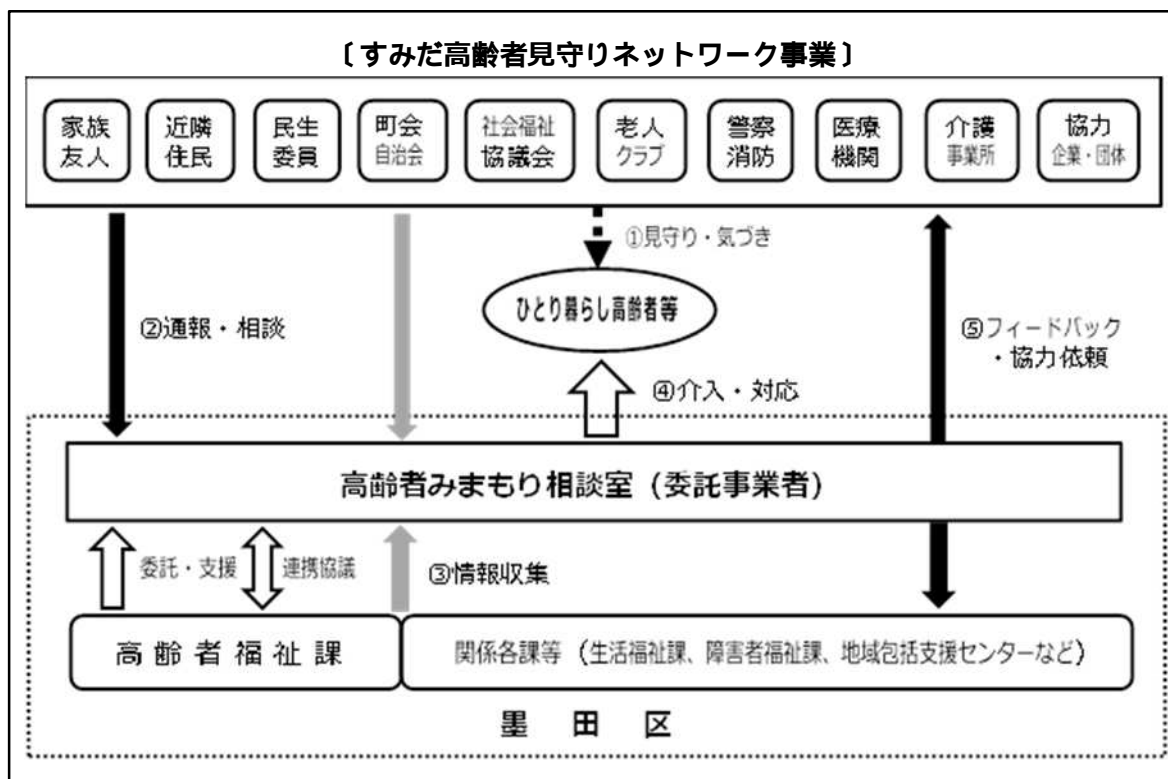 〔すみだ高齢者見守りネットワーク事業〕
家族
友人
近隣
住民
民生
委員
町会
自治会
社会福祉
協議会
老人
クラブ
警察
消防
医療
機関
介護
事業所
協力
企業・団体
①見守り・気づき
ひとり暮らし高齢者等
②通報・相談
⑤フィードバック
・協力依頼
④介入・対応
高齢者みまもり相談室（委託事業者）
委託・支援
連携協議
③情報収集
高齢者福祉課
関係各課等（生活福祉課、障害者福祉課、地域包括支援センターなど）
墨田区